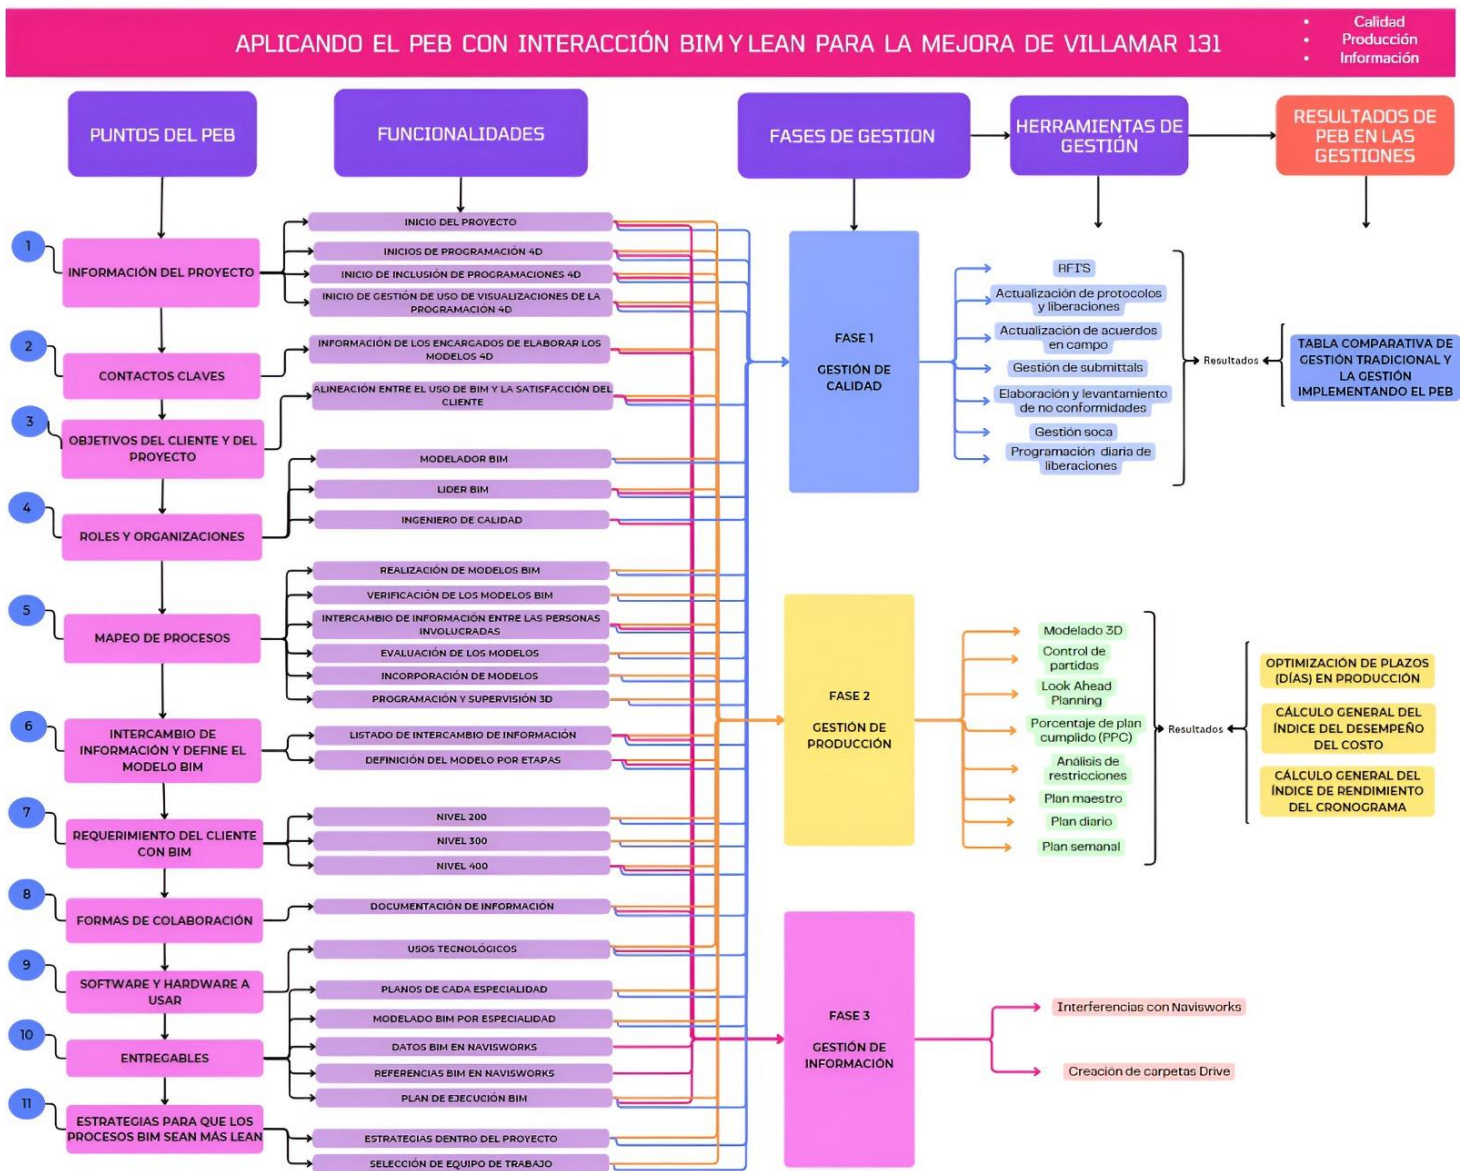 APLICANDO EL PEB CON INTERACCIÓN BIM Y LEAN PARA LA MEJORA DE VILLAMAR 131
• Calidad
• Producción
• Información
PUNTOS DEL PEB
FUNCIONALIDADES
FASES DE GESTION
HERRAMIENTAS DE
GESTIÓN
RESULTADOS DE
PEB EN LAS
GESTIONES
1
INFORMACIÓN DEL PROYECTO
2
CONTACTOS CLAVES
3
OBJETIVOS DEL CLIENTE Y DEL
PROYECTO
4
ROLES Y ORGANIZACIONES
5
MAPEO DE PROCESOS
6
INTERCAMBIO DE
INFORMACIÓN Y DEFINE EL
MODELO BIM
7
REQUERIMIENTO DEL CLIENTE
CON BIM
8
FORMAS DE COLABORACIÓN
9
SOFTWARE Y HARDWARE A
USAR
10
ENTREGABLES
11
ESTRATEGIAS PARA QUE LOS
PROCESOS BIM SEAN MÁS LEAN
INICIO DEL PROYECTO
INICIOS DE PROGRAMACIÓN 4D
INICIO DE INCLUSIÓN DE PROGRAMACIONES 4D
INICIO DE GESTIÓN DE USO DE VISUALIZACIONES DE LA
PROGRAMACIÓN 4D
INFORMACIÓN DE LOS ENCARGADOS DE ELABORAR LOS
MODELOS 4D
ALINEACIÓN ENTRE EL USO DE BIM Y LA SATISFACCIÓN DEL
CLIENTE
MODELADOR BIM
LIDER BIM
INGENIERO DE CALIDAD
REALIZACIÓN DE MODELOS BIM
VERIFICACIÓN DE LOS MODELOS BIM
INTERCAMBIO DE INFORMACIÓN ENTRE LAS PERSONAS
INVOLUCRADAS
EVALUACIÓN DE LOS MODELOS
INCORPORACIÓN DE MODELOS
PROGRAMACIÓN Y SUPERVISIÓN 3D
LISTADO DE INTERCAMBIO DE INFORMACIÓN
DEFINICIÓN DEL MODELO POR ETAPAS
NIVEL 200
NIVEL 300
NIVEL 400
DOCUMENTACIÓN DE INFORMACIÓN
USOS TECNOLÓGICOS
PLANOS DE CADA ESPECIALIDAD
MODELADO BIM POR ESPECIALIDAD
DATOS BIM EN NAVISWORKS
REFERENCIAS BIM EN NAVISWORKS
PLAN DE EJECUCIÓN BIM
ESTRATEGIAS DENTRO DEL PROYECTO
SELECCIÓN DE EQUIPO DE TRABAJO
FASE 1
GESTIÓN DE
CALIDAD
RFI'S
Actualización de protocolos
y liberaciones
Actualización de acuerdos
en campo
Gestión de submittals
Elaboración y levantamiento
de no conformidades
Gestión soca
Programación diaria de
liberaciones
Resultados
TABLA COMPARATIVA DE
GESTIÓN TRADICIONAL Y
LA GESTIÓN
IMPLEMENTANDO EL PEB
FASE 2
GESTIÓN DE
PRODUCCIÓN
Modelado 3D
Control de
partidas
Look Ahead
Planning
Porcentaje de plan
cumplido (PPC)
Análisis de
restricciones
Plan maestro
Plan diario
Plan semanal
Resultados
OPTIMIZACIÓN DE PLAZOS
(DÍAS) EN PRODUCCIÓN
CÁLCULO GENERAL DEL
ÍNDICE DEL DESEMPEÑO
DEL COSTO
CÁLCULO GENERAL DEL
ÍNDICE DE RENDIMIENTO
DEL CRONOGRAMA
FASE 3
GESTIÓN DE
INFORMACIÓN
Interferencias con Navisworks
Creación de carpetas Drive